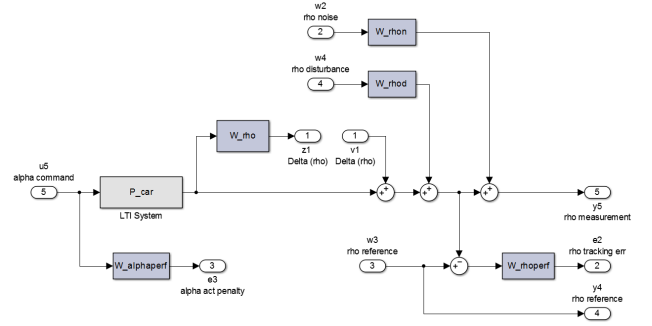 w2
rho noise
2
W_rhon
w4
rho disturbance
4
W_rhod
W_rho
1
z1
Delta (rho)
1
v1
Delta (rho)
u5
alpha command
5
P_car
LTI System
+
+
+
+
+
+
5
y5
rho measurement
W_alphaperf
3
e3
alpha act penalty
w3
rho reference
3
+
−
W_rhoperf
e2
rho tracking err
2
y4
rho reference
4